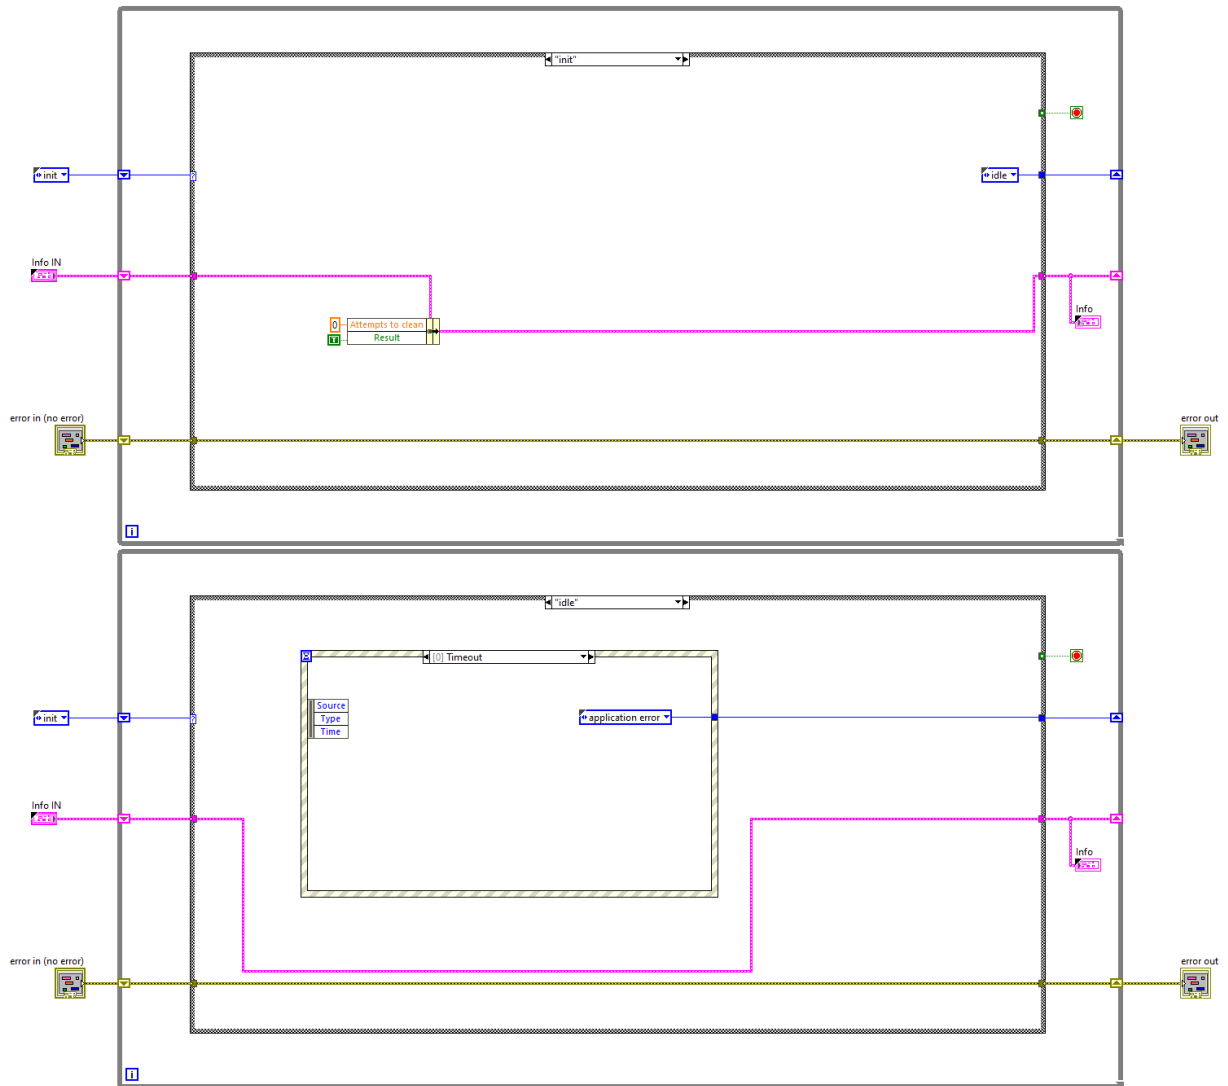 "init"
init
idle
Info IN
Info
0
Attempts to clean
T
Result
error in (no error)
error out
i
"idle"
[0] Timeout
Source
Type
Time
init
application error
Info IN
Info
error in (no error)
error out
i